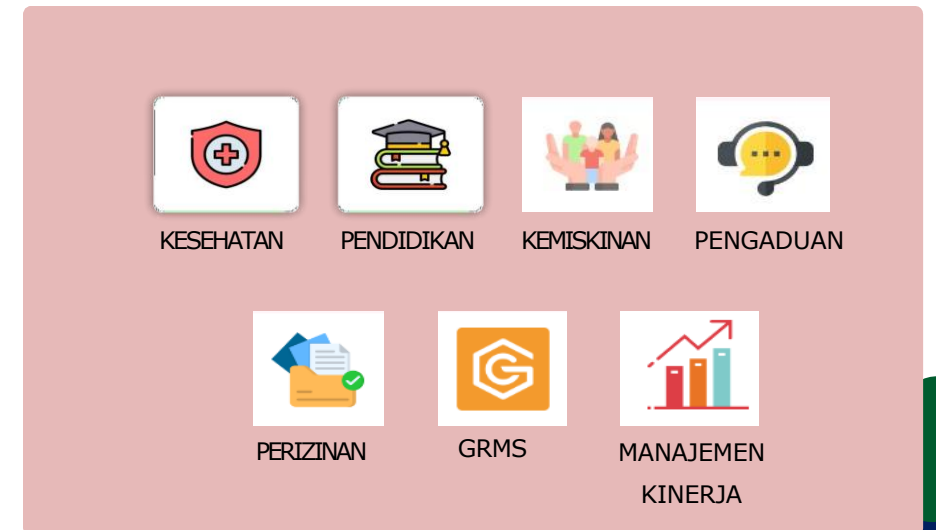 KESEHATAN
PENDIDIKAN
KEMISKINAN
PENGADUAN
PERIZINAN
GRMS
MANAJEMEN
KINERJA